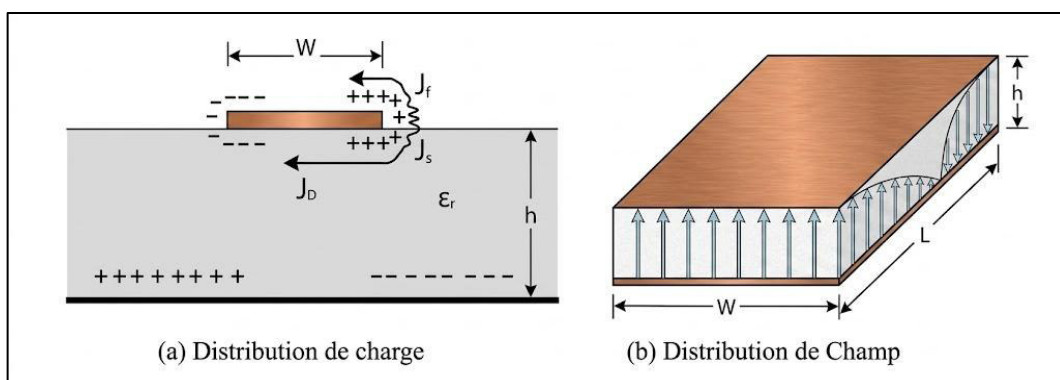 W
- - - - -
+++ +
J_f
- +
- - - -
+++ +
J_s
J_D
ε_r
h
++++++++
- - - - - - -
(a) Distribution de charge
h
L
W
(b) Distribution de Champ